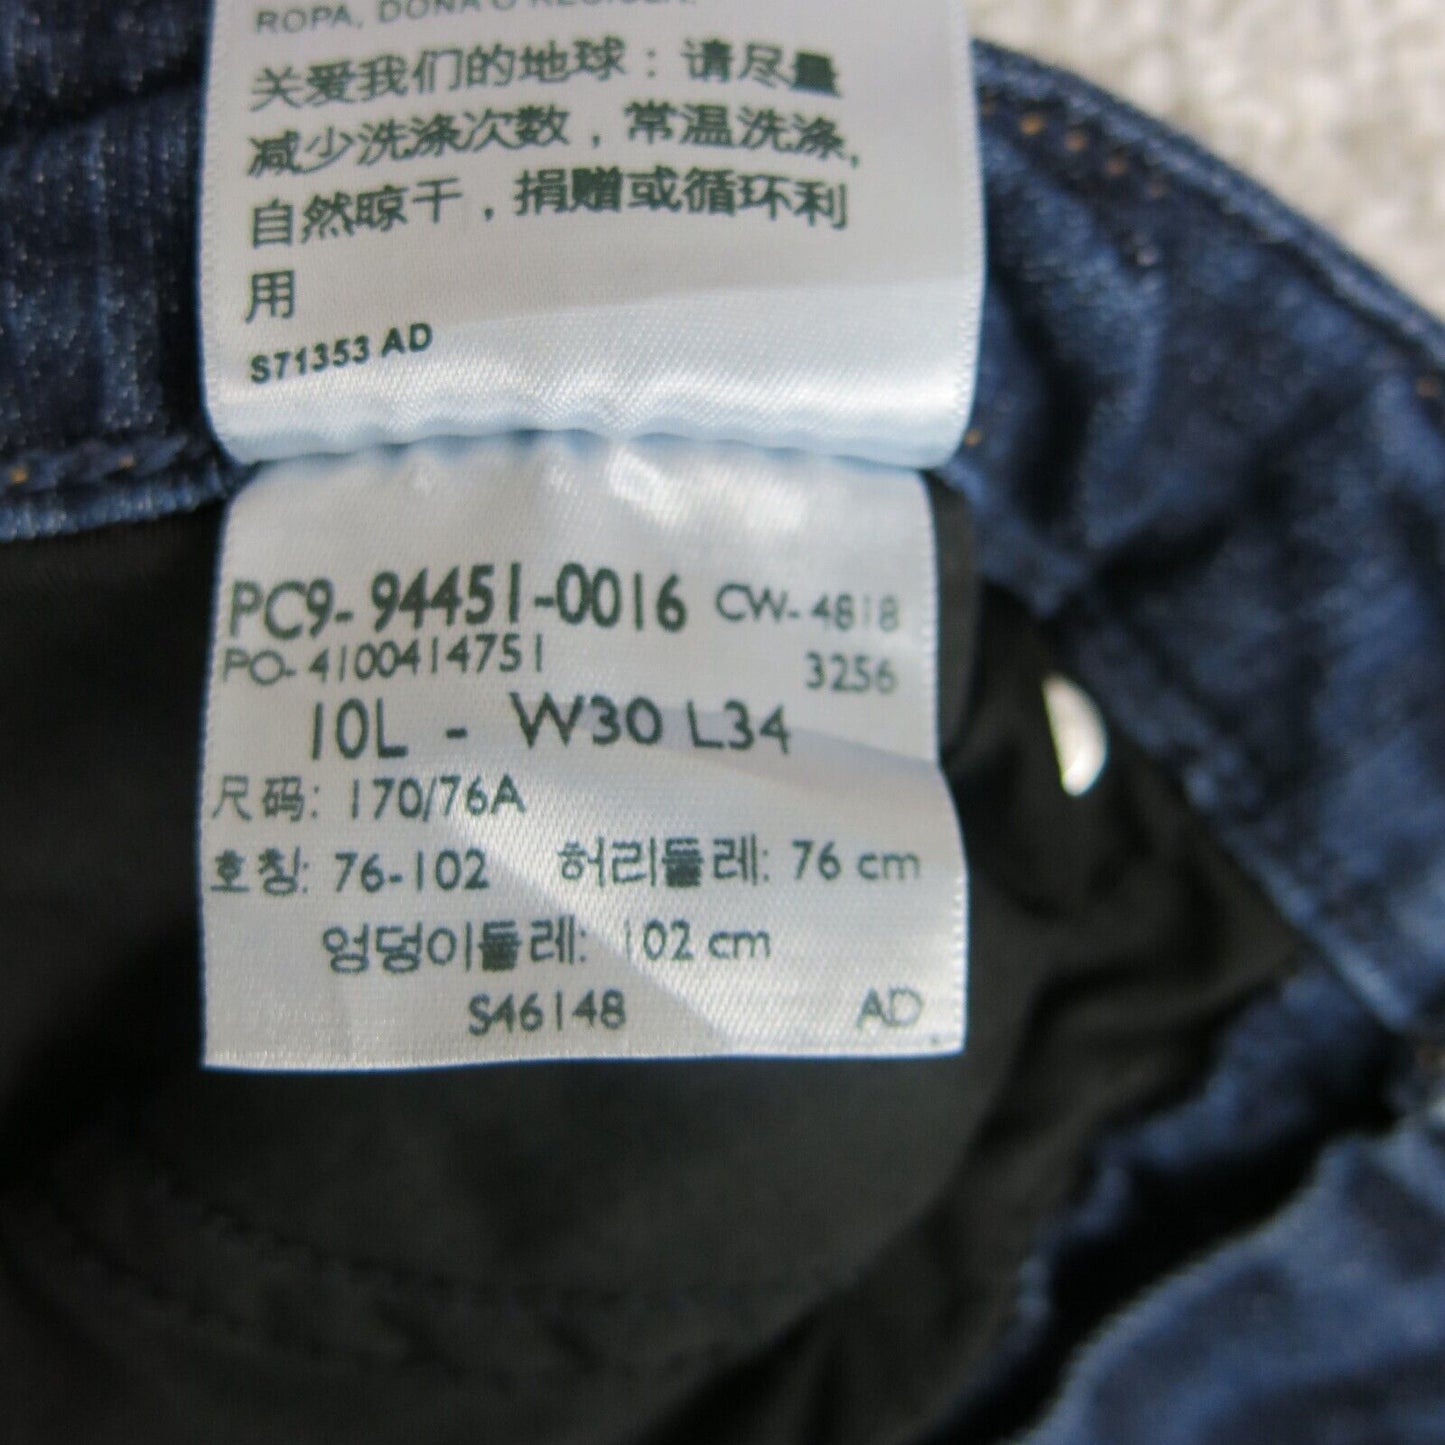 ROPA, DONA O RECICLA.
关爱我们的地球：请尽量
减少洗涤次数，常温洗涤,
自然晾干，捐赠或循环利
用
S71353 AD
PC9-94451-0016 CW-4818
PO-4100414751 3256
10L - W30 L34
尺码: 170/76A
호칭: 76-102 허리둘레: 76 cm
엉덩이둘레: 102 cm
S46148 AD